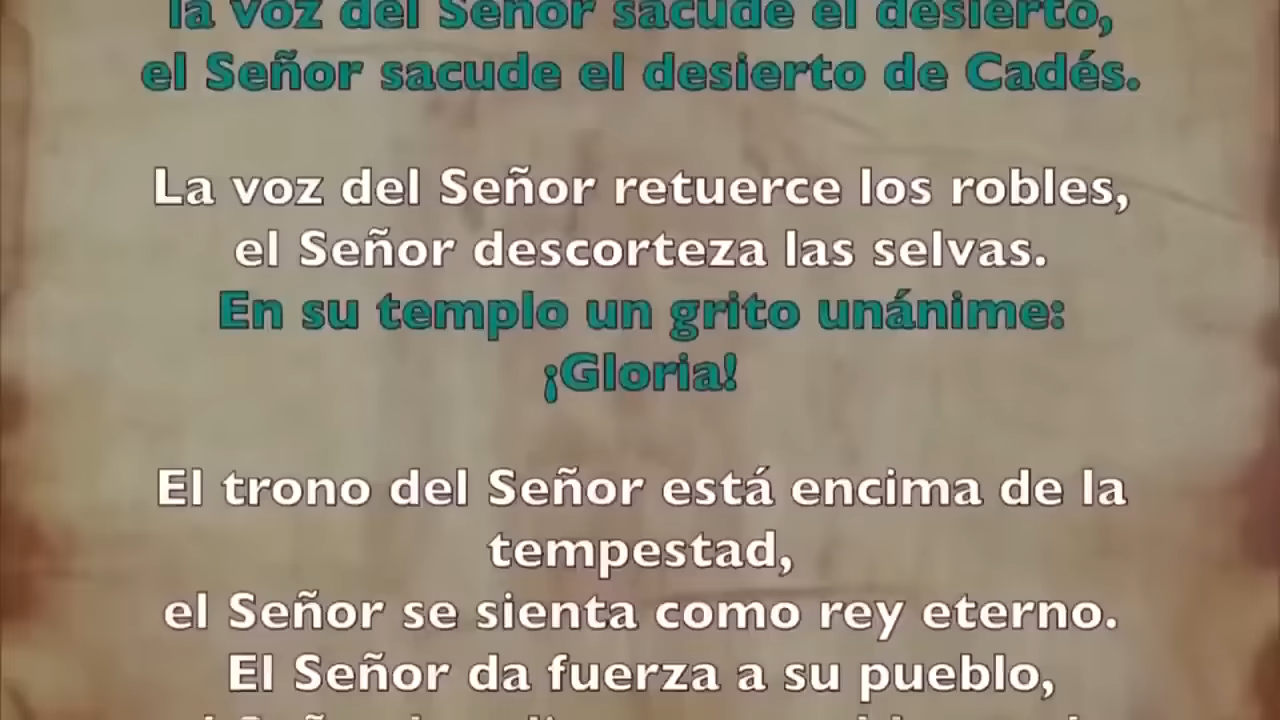 la voz del Señor sacude el desierto,
el Señor sacude el desierto de Cadés.
La voz del Señor retuerce los robles,
el Señor descorteza las selvas.
En su templo un grito unánime:
¡Gloria!
El trono del Señor está encima de la
tempestad,
el Señor se sienta como rey eterno.
El Señor da fuerza a su pueblo,